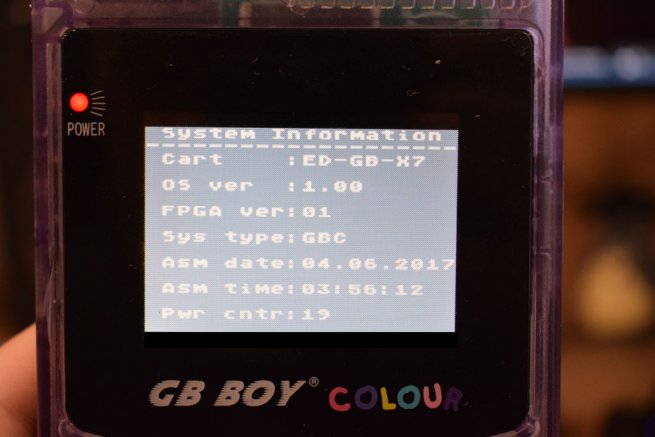 POWER
System Information
Cart :ED-GB-X7
OS ver :1.00
FPGA ver:01
Sys type:GBC
Asm date:04.06.2017
Asm time:03:56:12
Pwr cntr:19
GB BOY® COLOUR